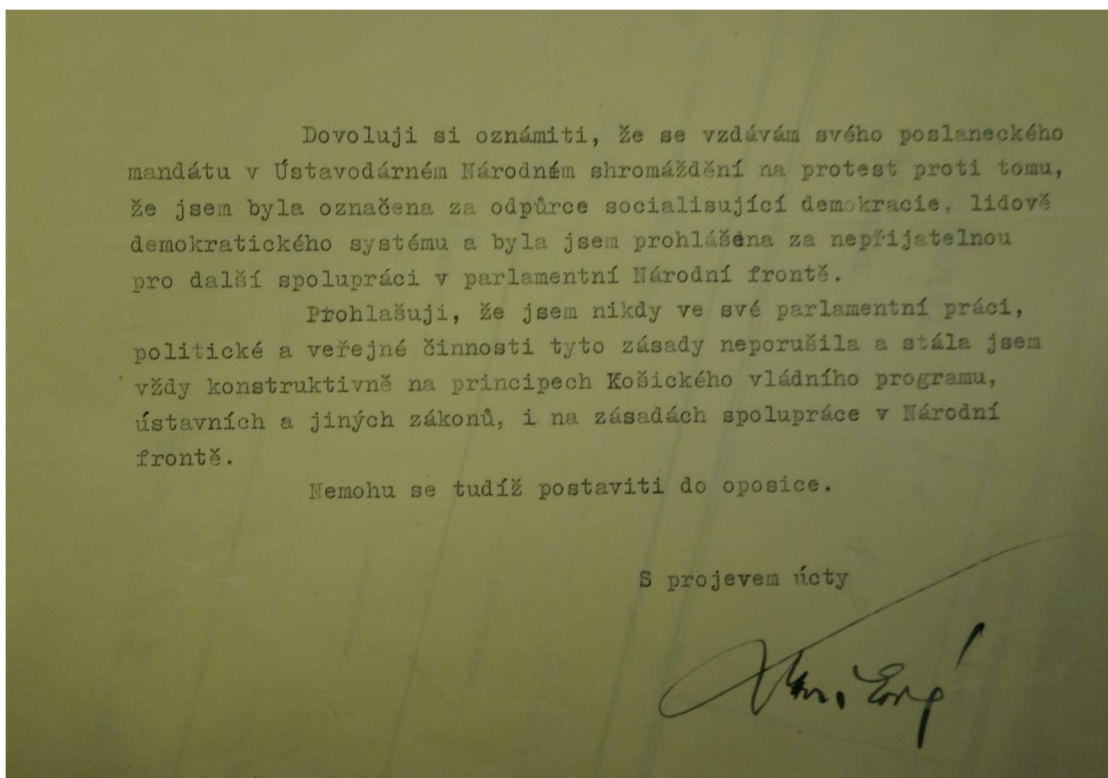 Dovoluji si oznámiti, že se vzdávám svého poslaneckého
mandátu v Ústavodárném Národném shromáždění na protest proti tomu,
že jsem byla označena za odpůrce socialisující demokracie, lidově
demokratického systému a byla jsem prohlášena za nepřijatelnou
pro další spolupráci v parlamentní Národní frontě.
Prohlašuji, že jsem nikdy ve své parlamentní práci,
politické a veřejné činnosti tyto zásady neporušila a stála jsem
vždy konstruktivně na principech Košického vládního programu,
ústavních a jiných zákonů, i na zásadách spolupráce v Národní
frontě.
Nemohu se tudíž postaviti do oposice.
S projevem úcty